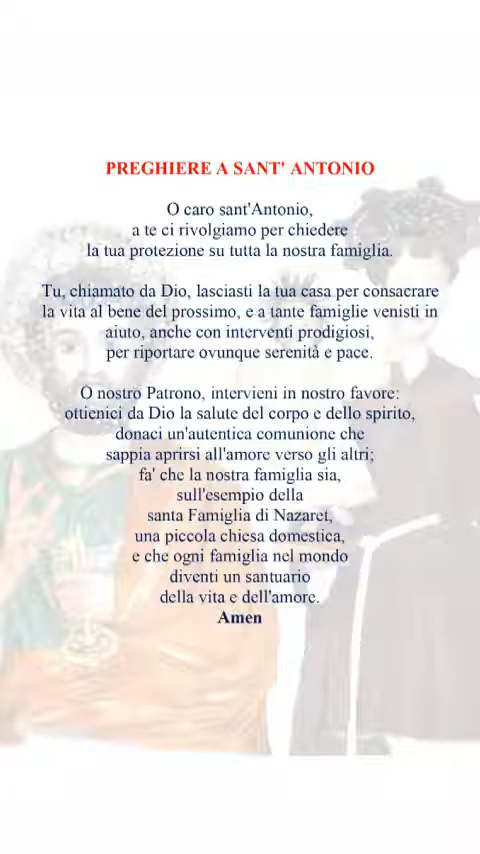 PREGHIERE A SANT' ANTONIO
O caro sant'Antonio,
a te ci rivolgiamo per chiedere
la tua protezione su tutta la nostra famiglia.
Tu, chiamato da Dio, lasciasti la tua casa per consacrare
la vita al bene del prossimo, e a tante famiglie venisti in
aiuto, anche con interventi prodigiosi,
per riportare ovunque serenità e pace.
O nostro Patrono, intervieni in nostro favore:
ottienici da Dio la salute del corpo e dello spirito,
donaci un'autentica comunione che
sappia aprirsi all'amore verso gli altri;
fa' che la nostra famiglia sia,
sull'esempio della
santa Famiglia di Nazaret,
una piccola chiesa domestica,
e che ogni famiglia nel mondo
diventi un santuario
della vita e dell'amore.
Amen